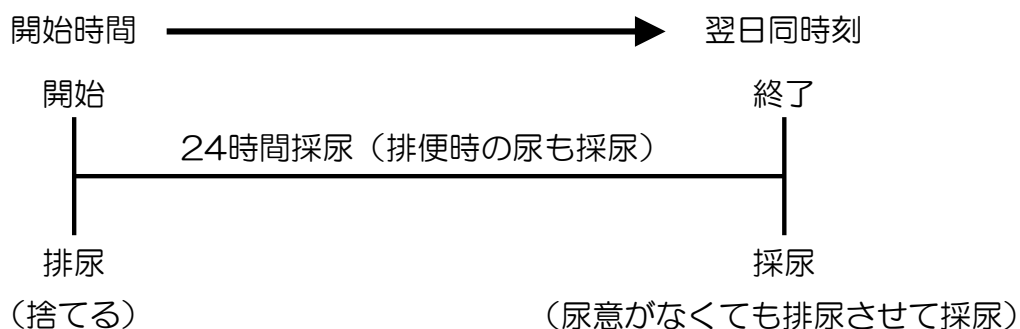 開始時間 翌日同時刻
開始 終了
24時間採尿（排便時の尿も採尿）
排尿 採尿
（捨てる） （尿意がなくても排尿させて採尿）